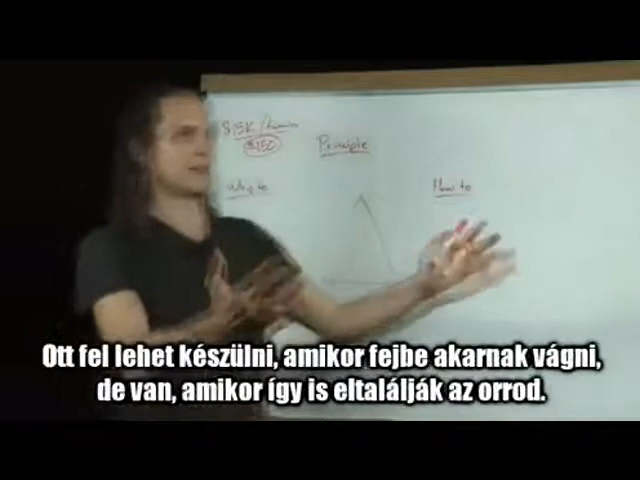 Principle
Why to
How to
Ott fel lehet készülni, amikor fejbe akarnak vágni,
de van, amikor így is eltalálják az orrod.